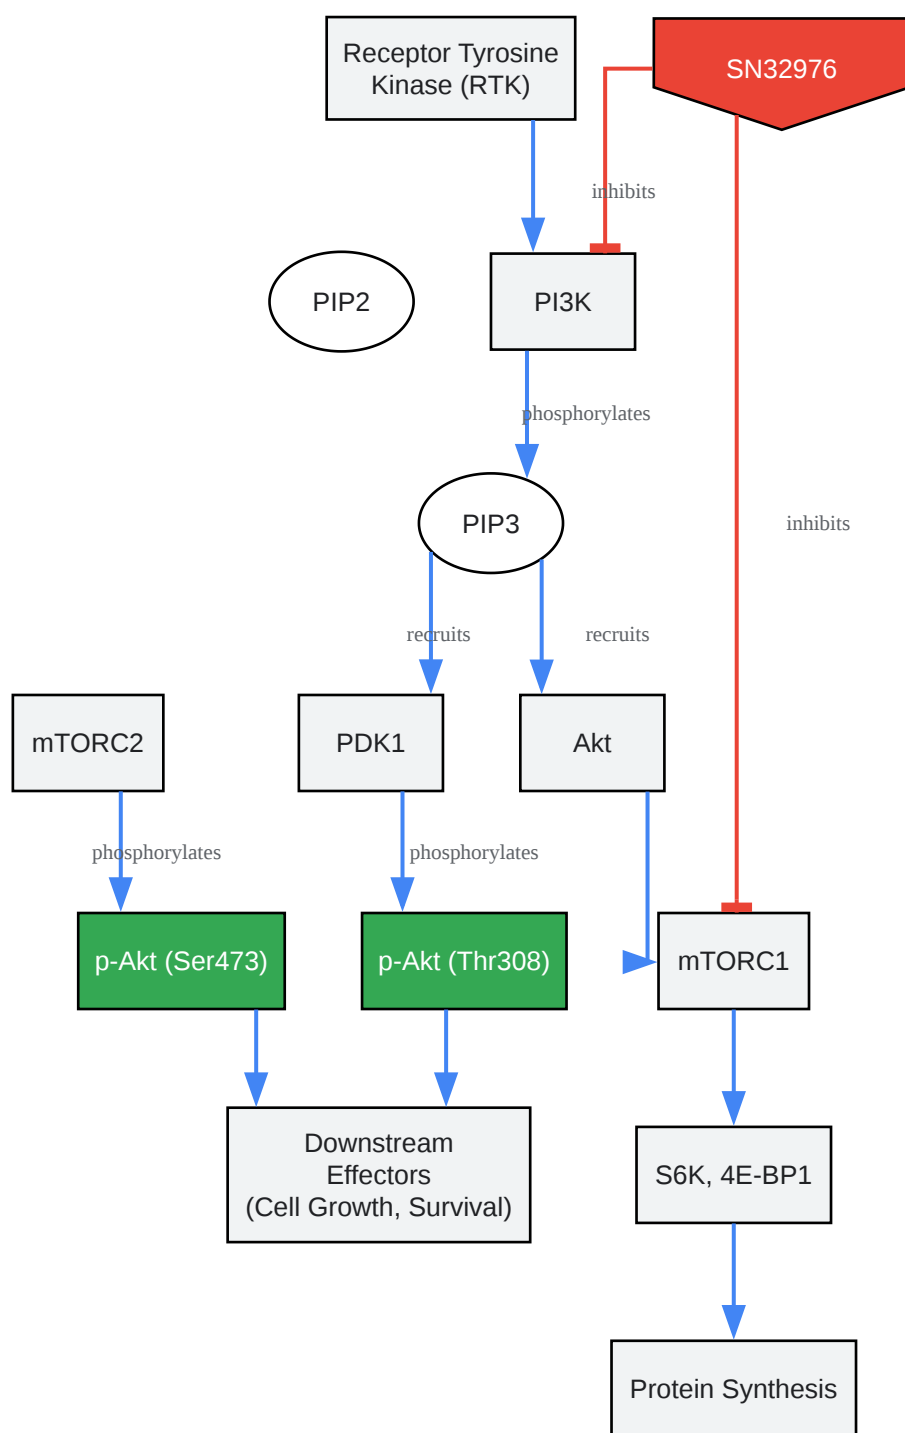 Receptor Tyrosine
Kinase (RTK)
SN32976
inhibits
PIP2
PI3K
phosphorylates
PIP3
inhibits
recruits
recruits
mTORC2
PDK1
Akt
phosphorylates
phosphorylates
p-Akt (Ser473)
p-Akt (Thr308)
mTORC1
Downstream
Effectors
(Cell Growth, Survival)
S6K, 4E-BP1
Protein Synthesis